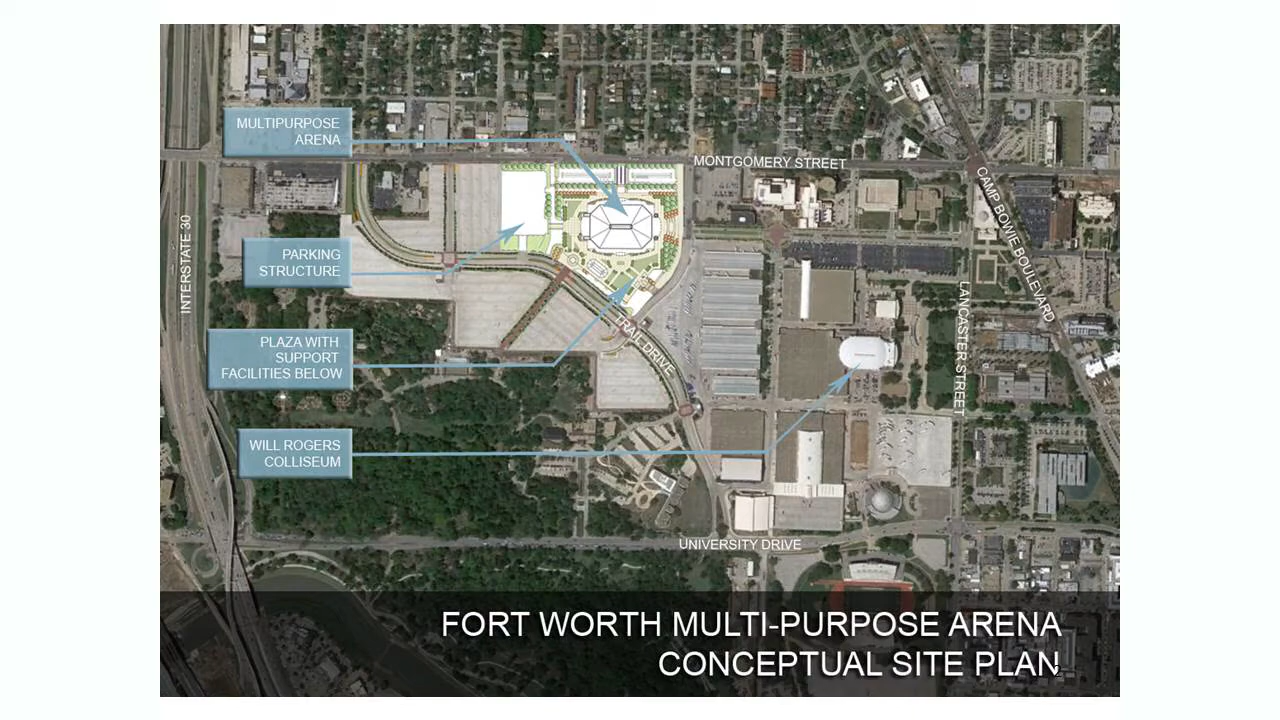 MULTIPURPOSE
ARENA
MONTGOMERY STREET
CAMP BOWIE BOULEVARD
INTERSTATE 30
PARKING
STRUCTURE
LANCASTER STREET
TRAIL DRIVE
PLAZA WITH
SUPPORT
FACILITIES BELOW
WILL ROGERS
COLLISEUM
UNIVERSITY DRIVE
FORT WORTH MULTI-PURPOSE ARENA
CONCEPTUAL SITE PLAN